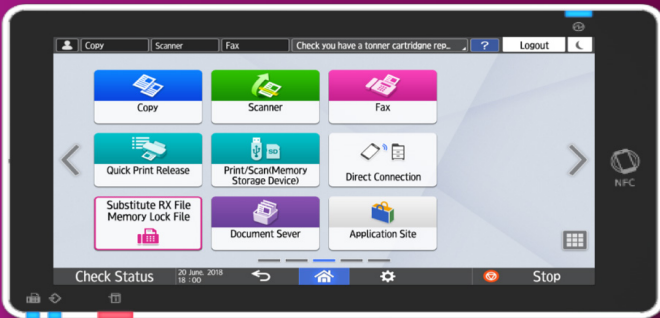 Copy
Scanner
Fax
Check you have a tonner cartridgne rep...
?
Logout
Copy
Scanner
Fax
Quick Print Release
SD
Print/Scan(Memory
Storage Device)
Direct Connection
Substitute RX File
Memory Lock File
Document Sever
Application Site
NFC
Check Status
20 June. 2018
18 : 00
Stop